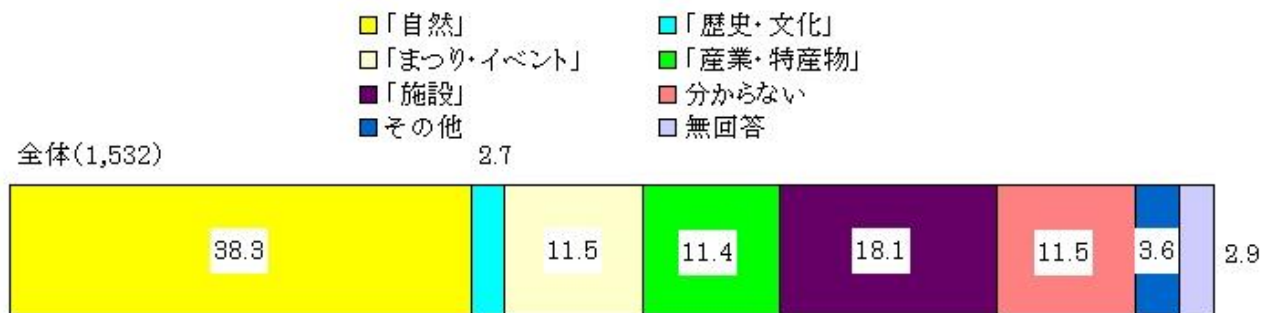 「自然」 「歴史・文化」
「まつり・イベント」 「産業・特産物」
「施設」 分からない
その他 無回答
全体(1,532) 2.7
38.3 11.5 11.4 18.1 11.5 3.6 2.9